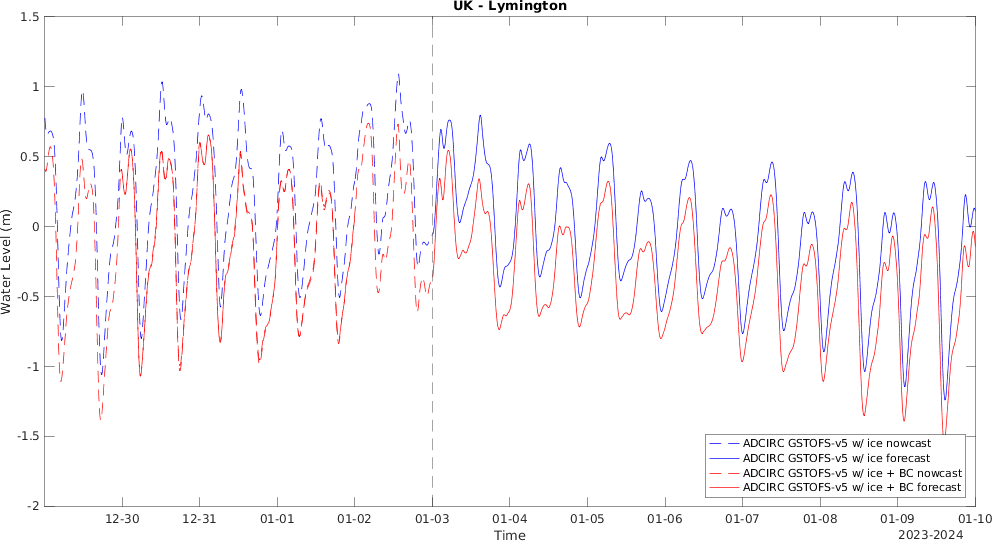 UK - Lymington
1.5
1
0.5
0
-0.5
-1
-1.5
-2
Water Level (m)
ADCIRC GSTOFS-v5 w/ ice nowcast
ADCIRC GSTOFS-v5 w/ ice forecast
ADCIRC GSTOFS-v5 w/ ice + BC nowcast
ADCIRC GSTOFS-v5 w/ ice + BC forecast
12-30 12-31 01-01 01-02 01-03 01-04 01-05 01-06 01-07 01-08 01-09 01-10
Time
2023-2024